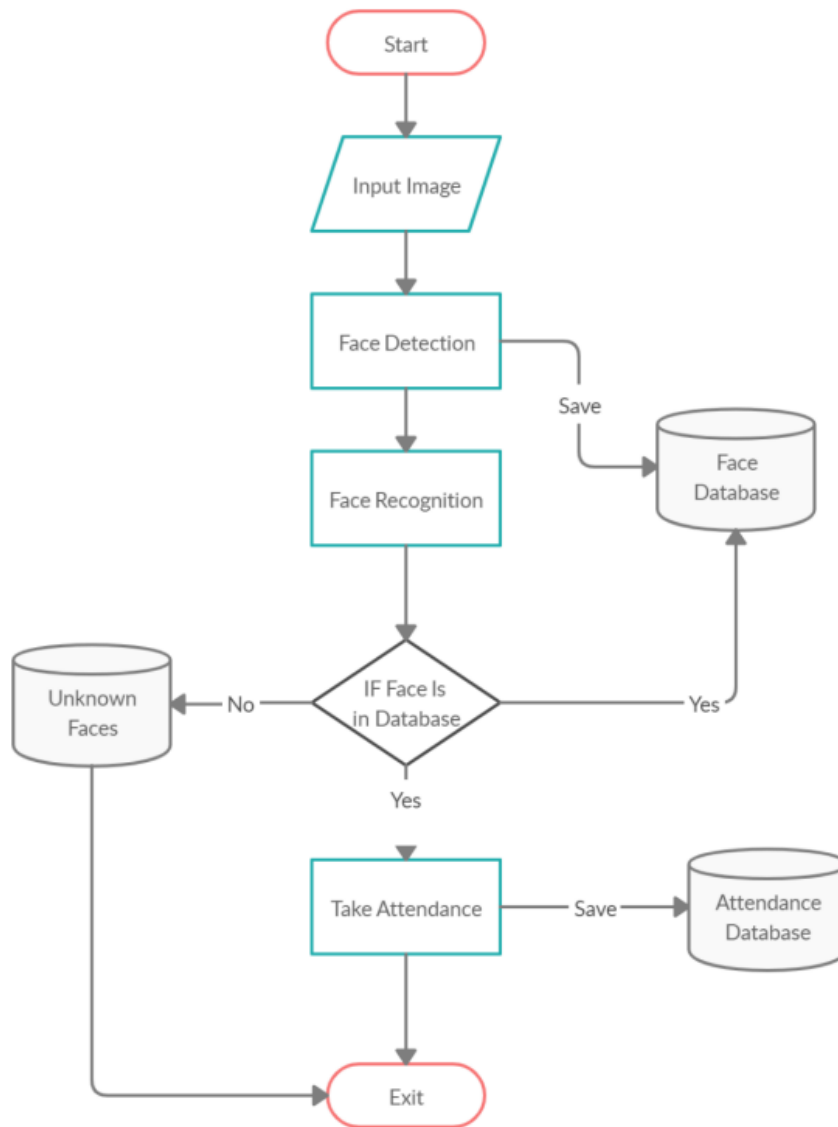 Start
Input Image
Face Detection
Save
Face
Database
Face Recognition
IF Face Is
in Database
Unknown
Faces
No
Yes
Yes
Take Attendance
Save
Attendance
Database
Exit